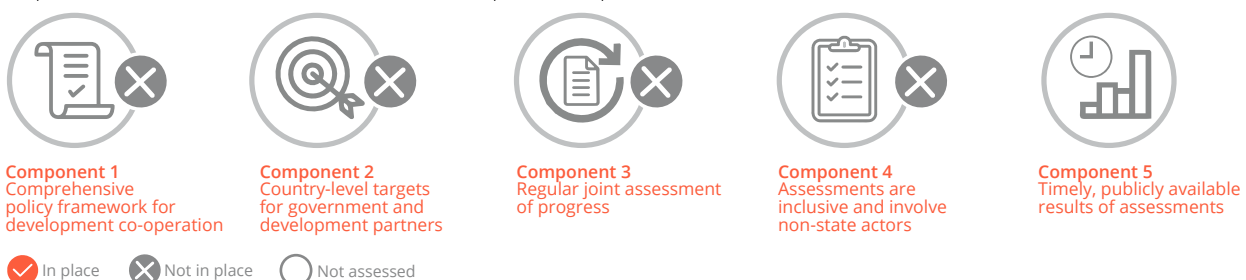 Component 1
Comprehensive
policy framework for
development co-operation
Component 2
Country-level targets
for government and
development partners
Component 3
Regular joint assessment
of progress
Component 4
Assessments are
inclusive and involve
non-state actors
Component 5
Timely, publicly available
results of assessments
In place
Not in place
Not assessed